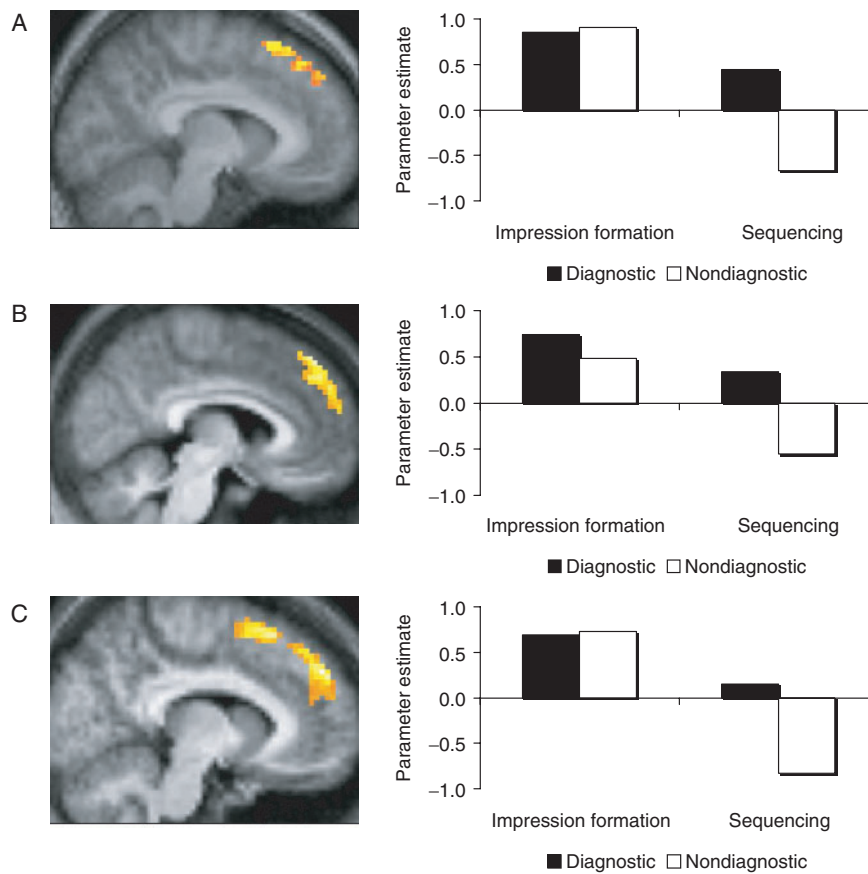 A
Parameter estimate
1.0
0.5
0.0
−0.5
−1.0
Impression formation Sequencing
Diagnostic Nondiagnostic
B
Parameter estimate
1.0
0.5
0.0
−0.5
−1.0
Impression formation Sequencing
Diagnostic Nondiagnostic
C
Parameter estimate
1.0
0.5
0.0
−0.5
−1.0
Impression formation Sequencing
Diagnostic Nondiagnostic